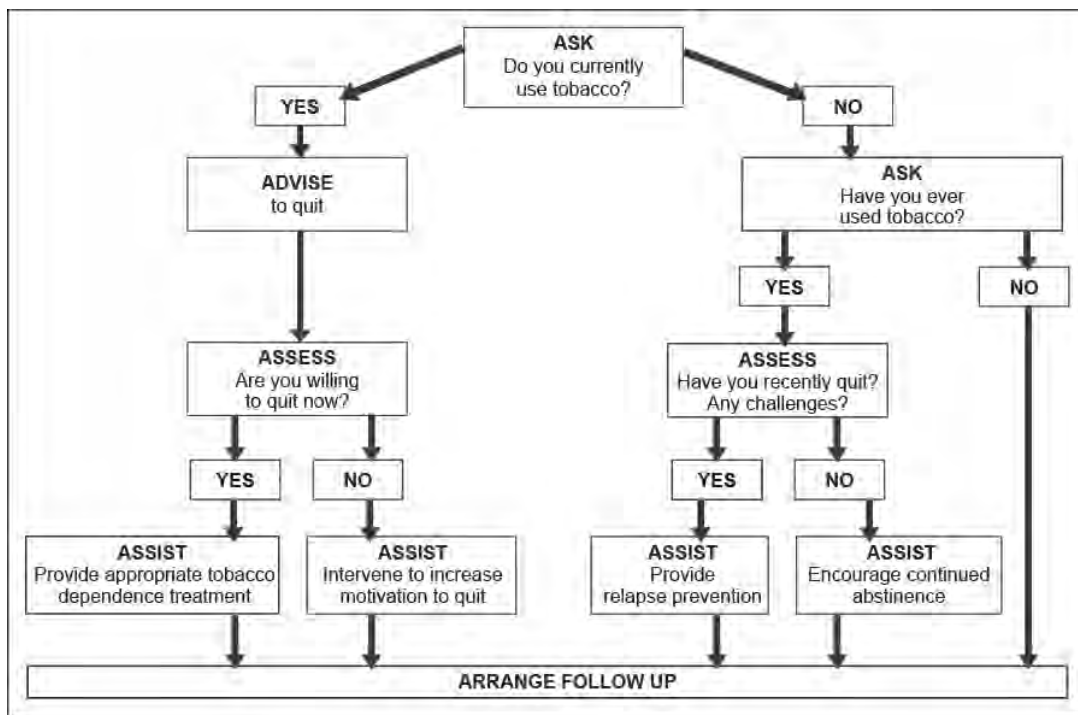 ASK
Do you currently
use tobacco?
YES
NO
ADVISE
to quit
ASK
Have you ever
used tobacco?
YES
NO
ASSESS
Are you willing
to quit now?
ASSESS
Have you recently quit?
Any challenges?
YES
NO
YES
NO
ASSIST
Provide appropriate tobacco
dependence treatment
ASSIST
Intervene to increase
motivation to quit
ASSIST
Provide
relapse prevention
ASSIST
Encourage continued
abstinence
ARRANGE FOLLOW UP